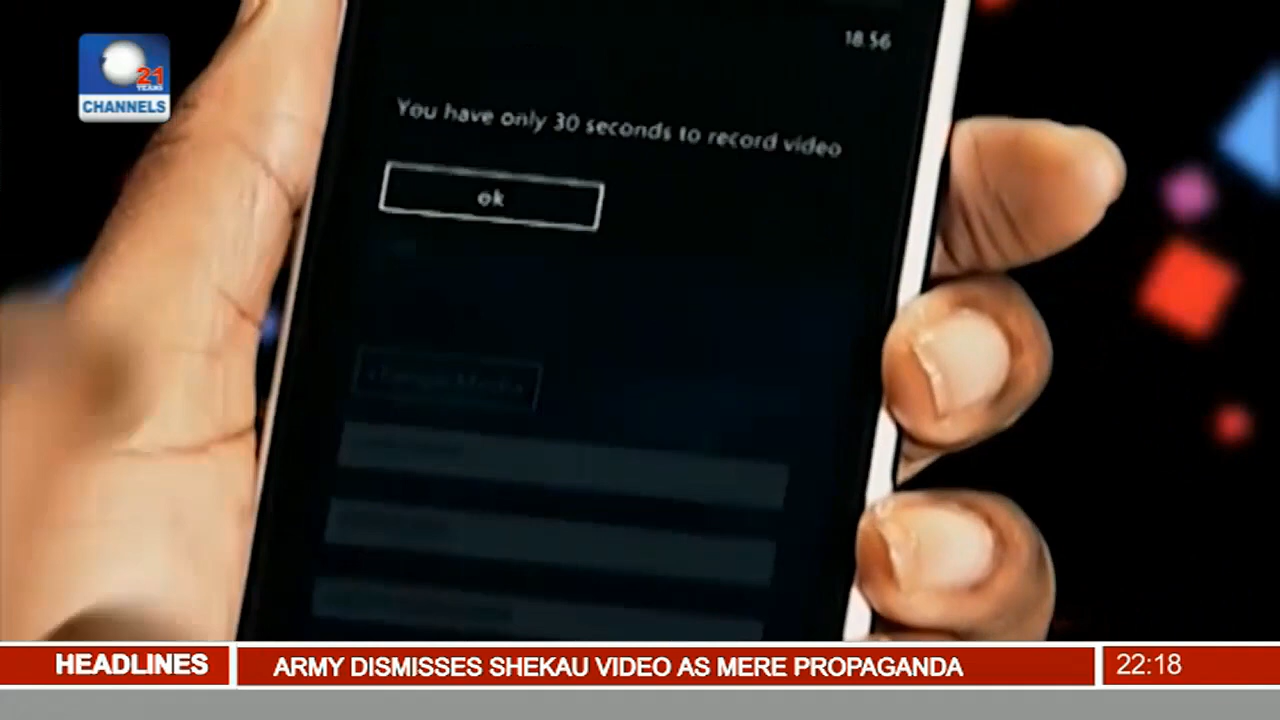 21
YEARS
CHANNELS
18.56
You have only 30 seconds to record video
ok
HEADLINES
ARMY DISMISSES SHEKAU VIDEO AS MERE PROPAGANDA
22:18